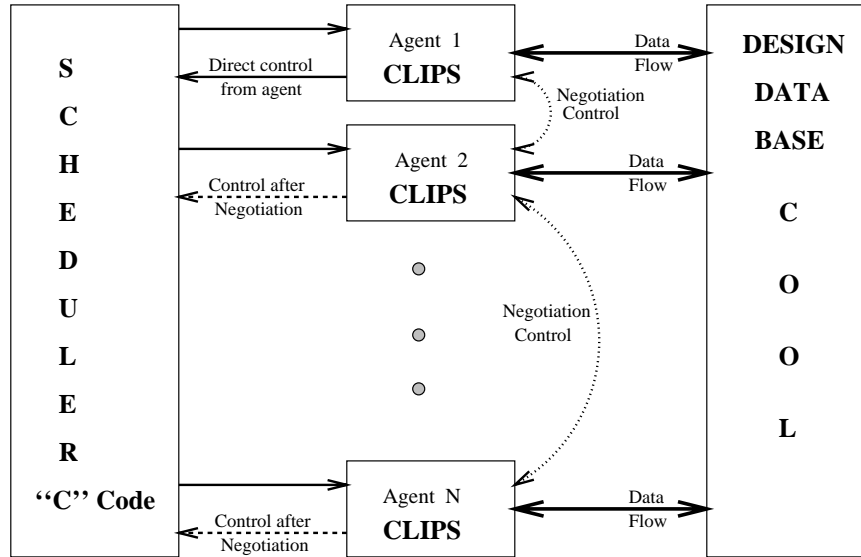 S
C
H
E
D
U
L
E
R
“C” Code
Direct control
from agent
Control after
Negotiation
Control after
Negotiation
Agent 1
CLIPS
Agent 2
CLIPS
Agent N
CLIPS
Negotiation
Control
Negotiation
Control
Data
Flow
Data
Flow
Data
Flow
DESIGN
DATA
BASE
C
O
O
L